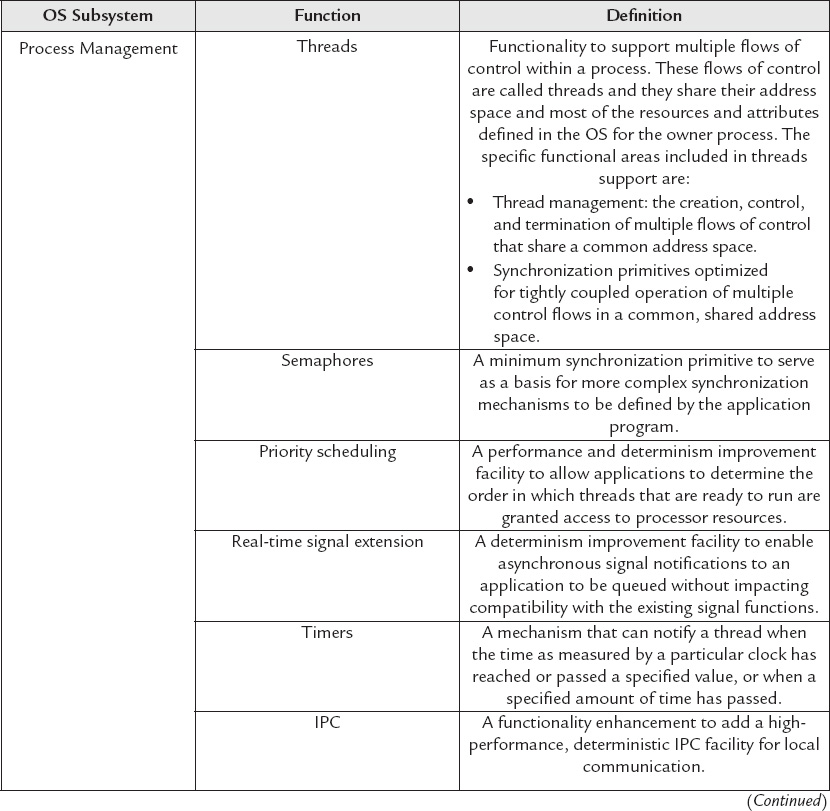 OS Subsystem Function Definition
Process Management Threads Functionality to support multiple flows of
control within a process. These flows of control
are called threads and they share their address
space and most of the resources and attributes
defined in the OS for the owner process. The
specific functional areas included in threads
support are:
• Thread management: the creation, control,
and termination of multiple flows of control
that share a common address space.
• Synchronization primitives optimized
for tightly coupled operation of multiple
control flows in a common, shared address
space.
Semaphores A minimum synchronization primitive to serve
as a basis for more complex synchronization
mechanisms to be defined by the application
program.
Priority scheduling A performance and determinism improvement
facility to allow applications to determine the
order in which threads that are ready to run are
granted access to processor resources.
Real-time signal extension A determinism improvement facility to enable
asynchronous signal notifications to an
application to be queued without impacting
compatibility with the existing signal functions.
Timers A mechanism that can notify a thread when
the time as measured by a particular clock has
reached or passed a specified value, or when a
specified amount of time has passed.
IPC A functionality enhancement to add a high-
performance, deterministic IPC facility for local
communication.
(Continued)